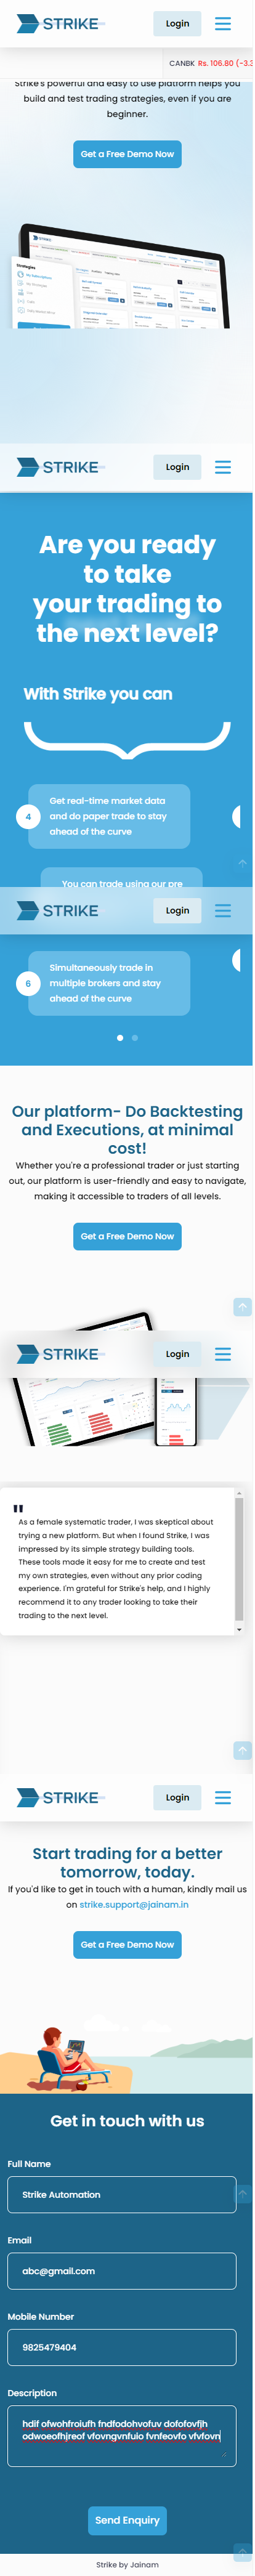 STRIKE
Login
CANBK Rs. 106.80 (-3.3
Strike's powerful and easy to use platform helps you
build and test trading strategies, even if you are
beginner.
Get a Free Demo Now
STRIKE
Strategies
STRIKE
Login
Are you ready
to take
your trading to
the next level?
With Strike you can
4
Get real-time market data
and do paper trade to stay
ahead of the curve
You can trade using our pre
STRIKE
Login
6
Simultaneously trade in
multiple brokers and stay
ahead of the curve
Our platform- Do Backtesting
and Executions, at minimal
cost!
Whether you're a professional trader or just starting
out, our platform is user-friendly and easy to navigate,
making it accessible to traders of all levels.
Get a Free Demo Now
STRIKE
Login
"
As a female systematic trader, I was skeptical about
trying a new platform. But when I found Strike, I was
impressed by its simple strategy building tools.
These tools made it easy for me to create and test
my own strategies, even without any prior coding
experience. I'm grateful for Strike's help, and I highly
recommend it to any trader looking to take their
trading to the next level.
STRIKE
Login
Start trading for a better
tomorrow, today.
If you'd like to get in touch with a human, kindly mail us
on strike.support@jainam.in
Get a Free Demo Now
Get in touch with us
Full Name
Strike Automation
Email
abc@gmail.com
Mobile Number
9825479404
Description
hdif ofwohfroiufh fndfodohvofuv dofofovfjh
odwoeofhjreof vfovngvnfuio fvnfeovfo vfvfovn
Send Enquiry
Strike by Jainam